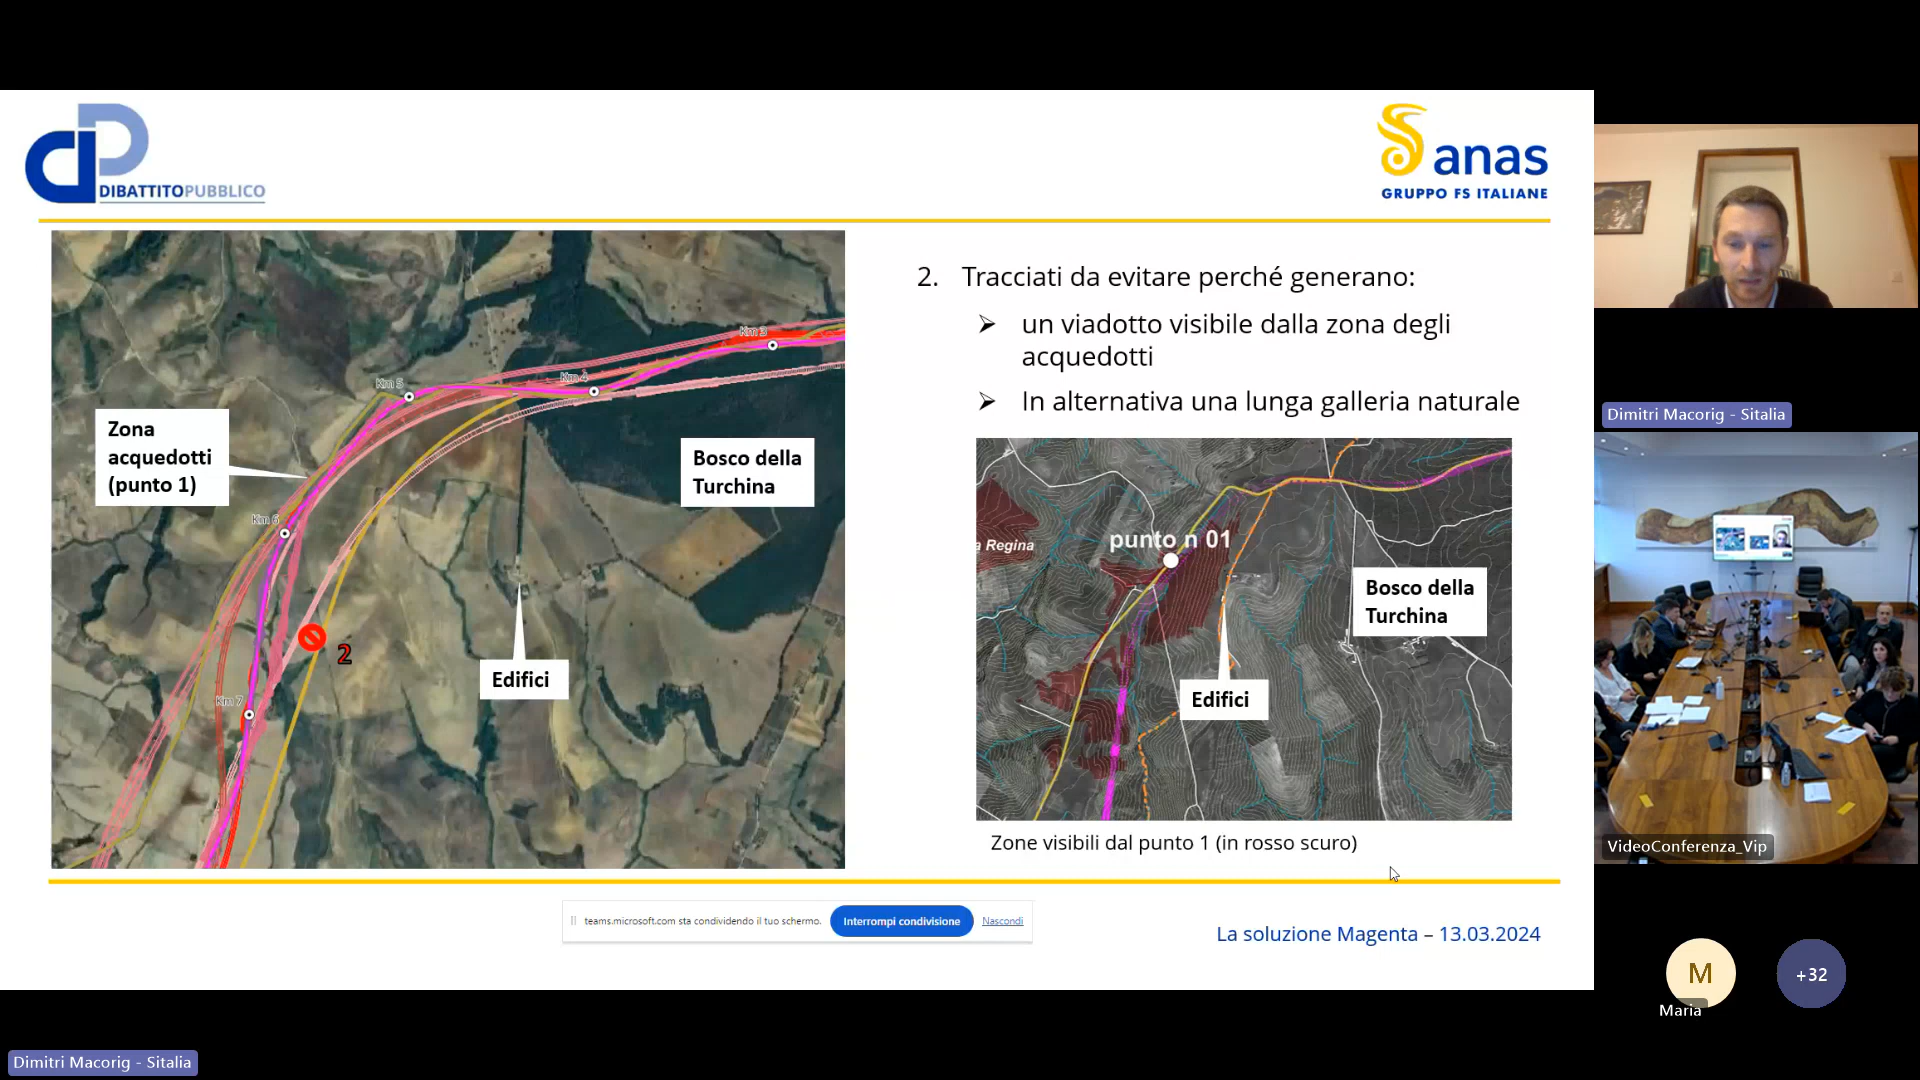 DIBATTITOPUBBLICO
anas
GRUPPO FS ITALIANE
2. Tracciati da evitare perché generano:
un viadotto visibile dalla zona degli
acquedotti
In alternativa una lunga galleria naturale
Km 3
Km 4
Km 5
Km 6
Km 7
Zona
acquedotti
(punto 1)
Bosco della
Turchina
2
Edifici
a Regina
punto n 01
Bosco della
Turchina
Edifici
Zone visibili dal punto 1 (in rosso scuro)
teams.microsoft.com sta condividendo il tuo schermo.
Interrompi condivisione
Nascondi
La soluzione Magenta – 13.03.2024
Dimitri Macorig - Sitalia
VideoConferenza_Vip
M
+32
Maria
Dimitri Macorig - Sitalia